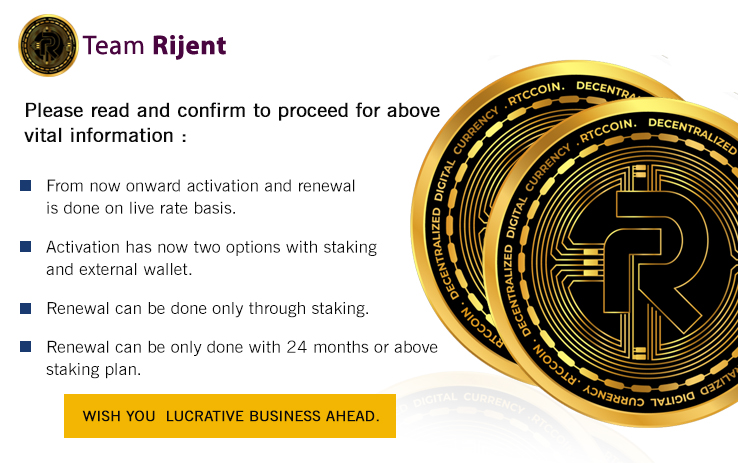 Team Rijent
Please read and confirm to proceed for above
vital information :
From now onward activation and renewal
is done on live rate basis.
Activation has now two options with staking
and external wallet.
Renewal can be done only through staking.
Renewal can be only done with 24 months or above
staking plan.
WISH YOU LUCRATIVE BUSINESS AHEAD.
RTCCOIN. DECENTRALIZED DIGITAL CURRENCY . RTCCOIN. DECENTRALIZED
RTCCOIN. DECENTRALIZED DIGITAL CURRENCY . RTCCOIN. DECENTRALIZED
DIGITAL CURRENCY .